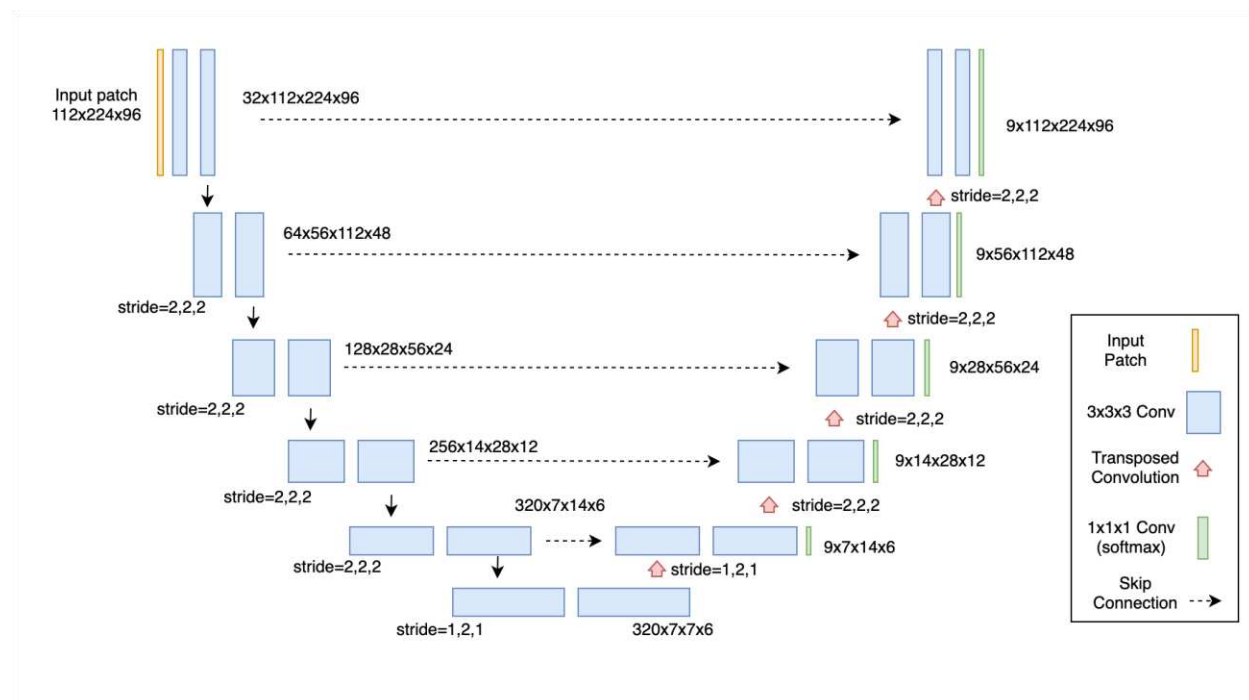 Input patch
112x224x96
32x112x224x96
9x112x224x96
stride=2,2,2
64x56x112x48
9x56x112x48
stride=2,2,2
stride=2,2,2
128x28x56x24
9x28x56x24
stride=2,2,2
stride=2,2,2
256x14x28x12
9x14x28x12
stride=2,2,2
320x7x14x6
stride=2,2,2
9x7x14x6
stride=2,2,2
stride=1,2,1
stride=1,2,1
320x7x7x6
Input
Patch
3x3x3 Conv
Transposed
Convolution
1x1x1 Conv
(softmax)
Skip
Connection